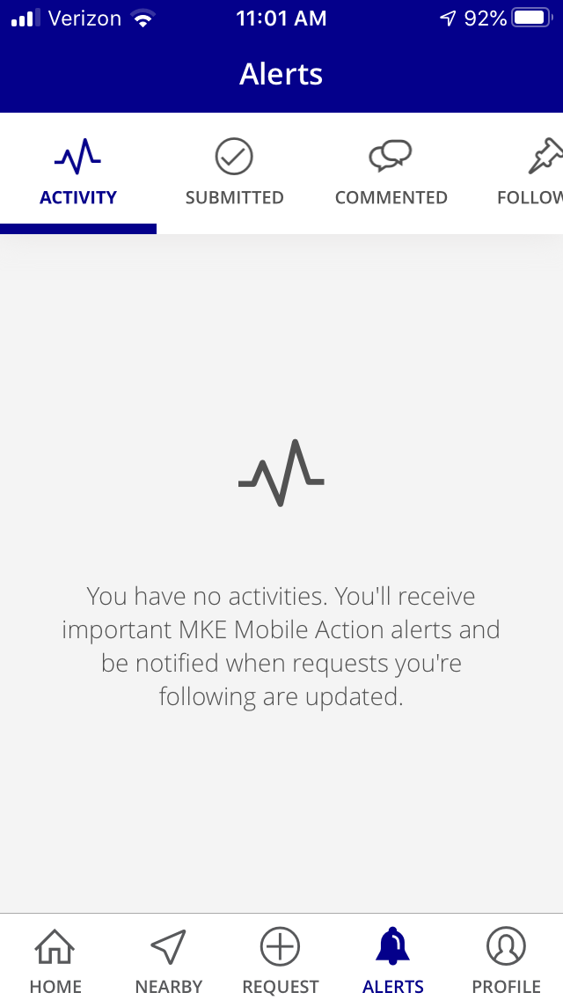 Verizon 11:01 AM 92%
Alerts
ACTIVITY SUBMITTED COMMENTED FOLLOW
You have no activities. You'll receive
important MKE Mobile Action alerts and
be notified when requests you're
following are updated.
HOME NEARBY REQUEST ALERTS PROFILE